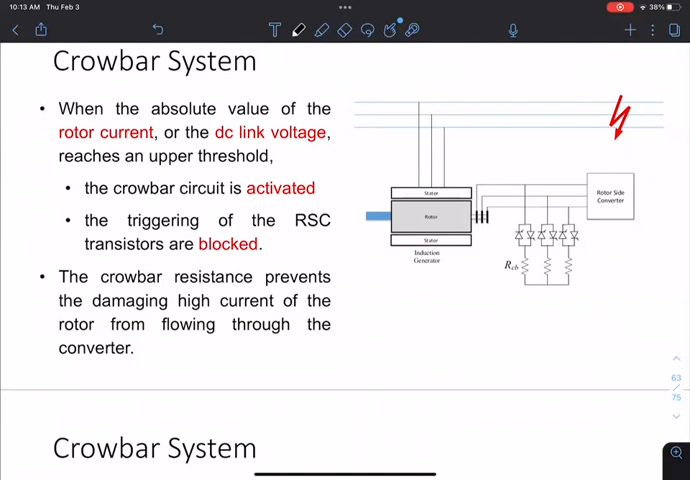 10:13 AM Thu Feb 3
38%
Crowbar System
• When the absolute value of the
rotor current, or the dc link voltage,
reaches an upper threshold,
• the crowbar circuit is activated
• the triggering of the RSC
transistors are blocked.
• The crowbar resistance prevents
the damaging high current of the
rotor from flowing through the
converter.
Stator
Rotor
Stator
Induction
Generator
Rotor Side
Converter
Rcb
63
/
75
Crowbar System